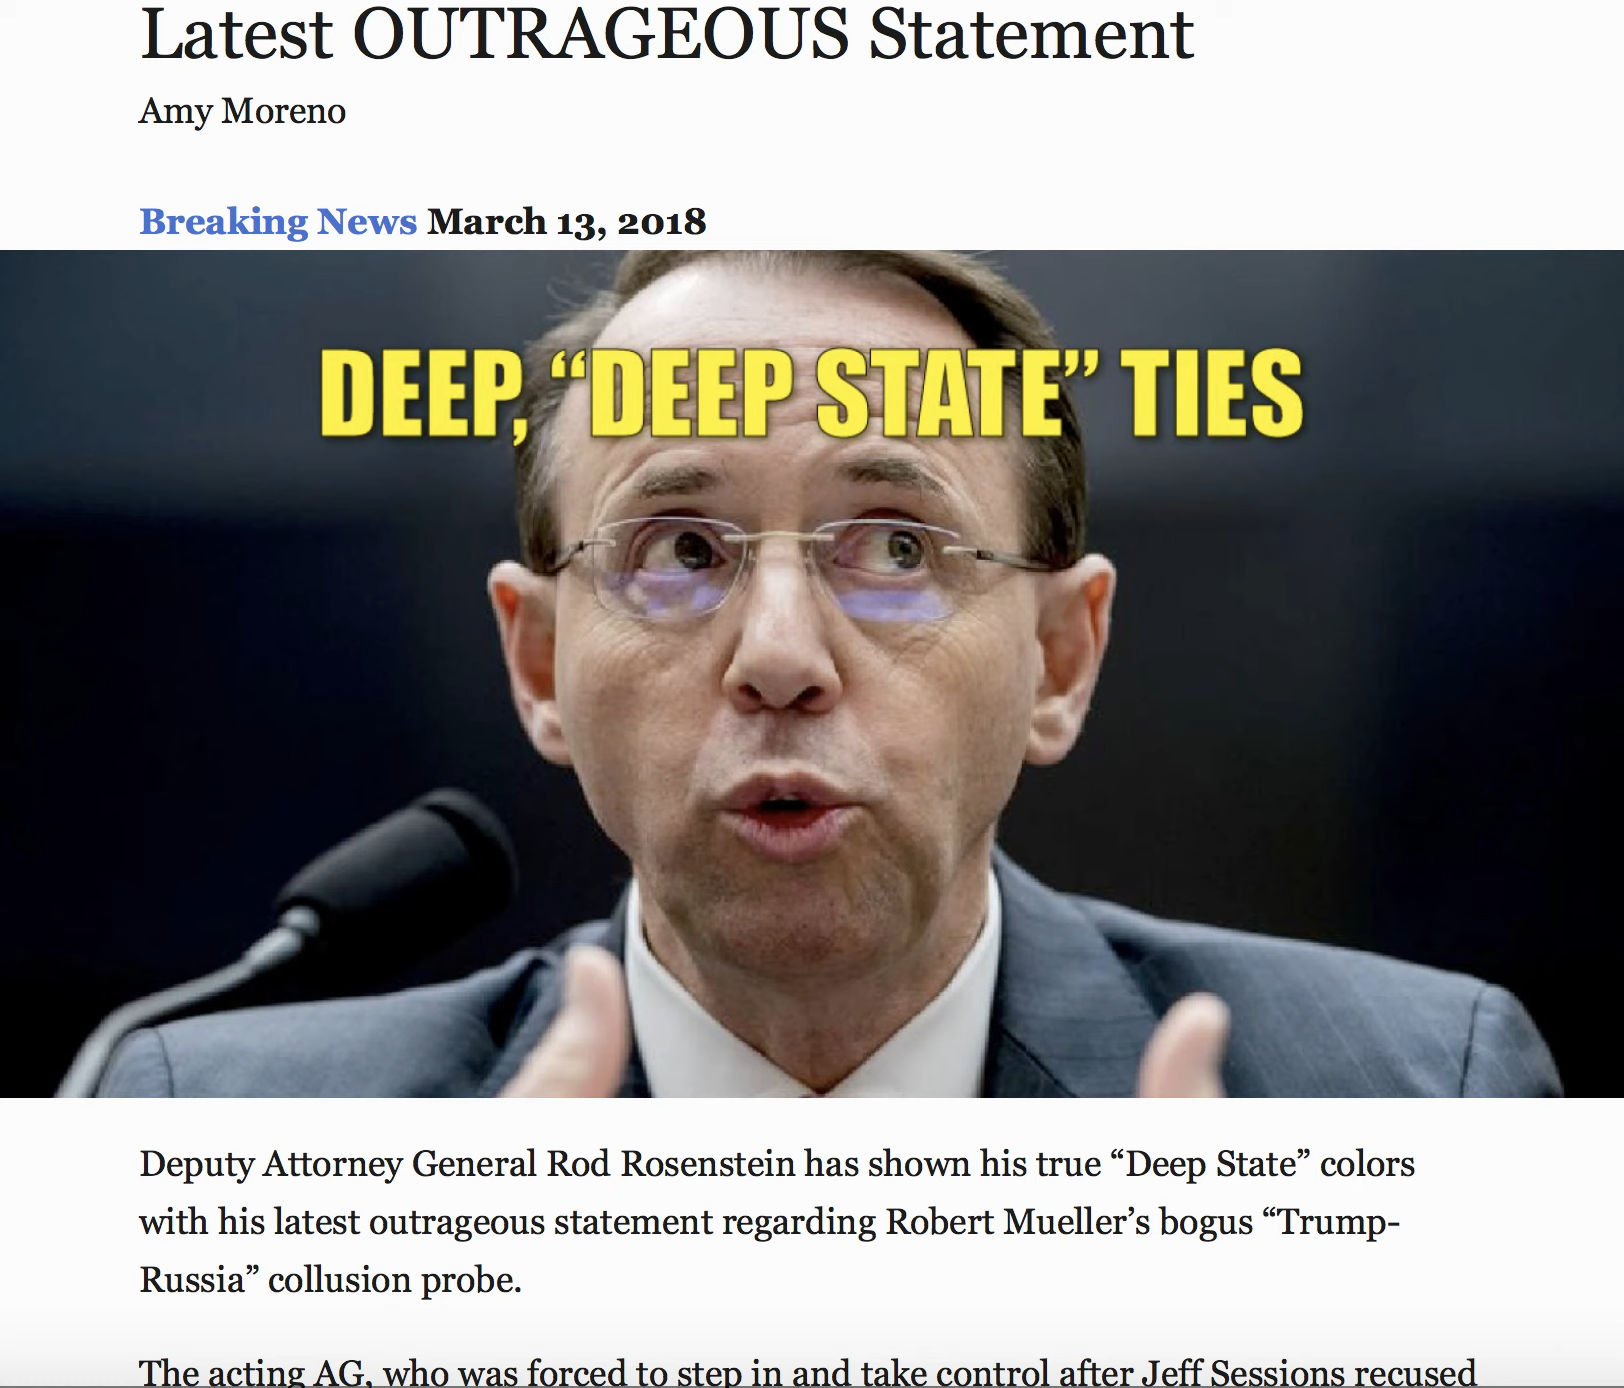 Latest OUTRAGEOUS Statement
Amy Moreno
Breaking News March 13, 2018
DEEP, “DEEP STATE” TIES
Deputy Attorney General Rod Rosenstein has shown his true “Deep State” colors
with his latest outrageous statement regarding Robert Mueller’s bogus “Trump-
Russia” collusion probe.
The acting AG, who was forced to step in and take control after Jeff Sessions recused